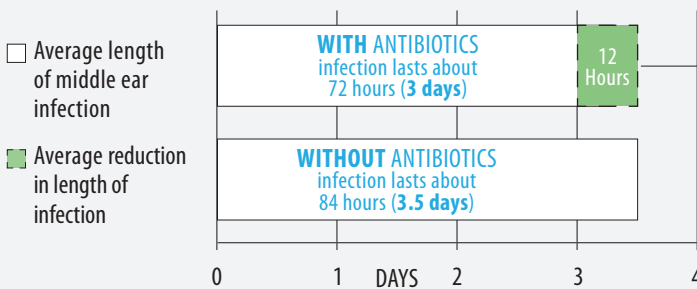 Average length
of middle ear
infection
Average reduction
in length of
infection
WITH ANTIBIOTICS
infection lasts about
72 hours (3 days)
12
Hours
WITHOUT ANTIBIOTICS
infection lasts about
84 hours (3.5 days)
0 1 DAYS 2 3 4